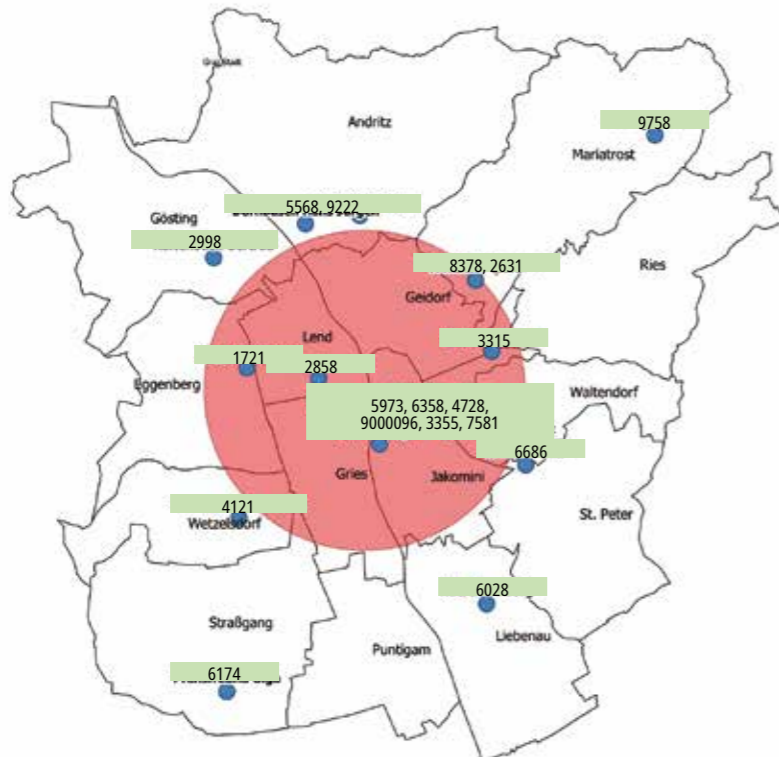 Andritz
9758
Mariatrost
5568, 9222
Gösting
2998
8378, 2631
Ries
Geidorf
Lend
3315
1721
2858
Eggenberg
Waltendorf
5973, 6358, 4728,
9000096, 3355, 7581
6686
Gries
Jakomini
4121
Wetzelsdorf
St. Peter
6028
Straßgang
Liebenau
Puntigam
6174